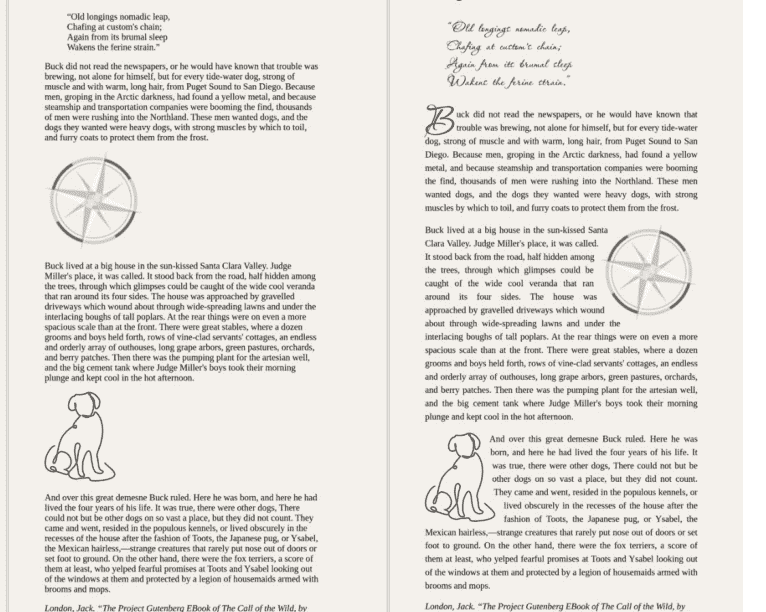 “Old longings nomadic leap,
Chafing at custom's chain;
Again from its brumal sleep
Wakens the ferine strain.”
Buck did not read the newspapers, or he would have known that trouble was
brewing, not alone for himself, but for every tide-water dog, strong of
muscle and with warm, long hair, from Puget Sound to San Diego. Because
men, groping in the Arctic darkness, had found a yellow metal, and because
steamship and transportation companies were booming the find, thousands
of men were rushing into the Northland. These men wanted dogs, and the
dogs they wanted were heavy dogs, with strong muscles by which to toil,
and furry coats to protect them from the frost.
Buck lived at a big house in the sun-kissed Santa Clara Valley. Judge
Miller's place, it was called. It stood back from the road, half hidden among
the trees, through which glimpses could be caught of the wide cool veranda
that ran around its four sides. The house was approached by gravelled
driveways which wound about through wide-spreading lawns and under the
interlacing boughs of tall poplars. At the rear things were on even a more
spacious scale than at the front. There were great stables, where a dozen
grooms and boys held forth, rows of vine-clad servants' cottages, an endless
and orderly array of outhouses, long grape arbors, green pastures, orchards,
and berry patches. Then there was the pumping plant for the artesian well,
and the big cement tank where Judge Miller's boys took their morning
plunge and kept cool in the hot afternoon.
And over this great demesne Buck ruled. Here he was born, and here he had
lived the four years of his life. It was true, there were other dogs, There
could not but be other dogs on so vast a place, but they did not count. They
came and went, resided in the populous kennels, or lived obscurely in the
recesses of the house after the fashion of Toots, the Japanese pug, or Ysabel,
the Mexican hairless,—strange creatures that rarely put nose out of doors or
set foot to ground. On the other hand, there were the fox terriers, a score of
them at least, who yelped fearful promises at Toots and Ysabel looking out
of the windows at them and protected by a legion of housemaids armed with
brooms and mops.
London, Jack. “The Project Gutenberg EBook of The Call of the Wild, by
“Old longings nomadic leap,
Chafing at custom's chain;
Again from its brumal sleep
Wakens the ferine strain.”
Buck did not read the newspapers, or he would have known that
trouble was brewing, not alone for himself, but for every tide-water
dog, strong of muscle and with warm, long hair, from Puget Sound to San
Diego. Because men, groping in the Arctic darkness, had found a yellow
metal, and because steamship and transportation companies were booming
the find, thousands of men were rushing into the Northland. These men
wanted dogs, and the dogs they wanted were heavy dogs, with strong
muscles by which to toil, and furry coats to protect them from the frost.
Buck lived at a big house in the sun-kissed Santa
Clara Valley. Judge Miller's place, it was called.
It stood back from the road, half hidden among
the trees, through which glimpses could be
caught of the wide cool veranda that ran
around its four sides. The house was
approached by gravelled driveways which wound
about through wide-spreading lawns and under the
interlacing boughs of tall poplars. At the rear things were on even a more
spacious scale than at the front. There were great stables, where a dozen
grooms and boys held forth, rows of vine-clad servants' cottages, an endless
and orderly array of outhouses, long grape arbors, green pastures, orchards,
and berry patches. Then there was the pumping plant for the artesian well,
and the big cement tank where Judge Miller's boys took their morning
plunge and kept cool in the hot afternoon.
And over this great demesne Buck ruled. Here he was
born, and here he had lived the four years of his life. It
was true, there were other dogs, There could not but be
other dogs on so vast a place, but they did not count.
They came and went, resided in the populous kennels, or
lived obscurely in the recesses of the house after the
fashion of Toots, the Japanese pug, or Ysabel, the
Mexican hairless,—strange creatures that rarely put nose out of doors or set
foot to ground. On the other hand, there were the fox terriers, a score of
them at least, who yelped fearful promises at Toots and Ysabel looking out
of the windows at them and protected by a legion of housemaids armed with
brooms and mops.
London, Jack. “The Project Gutenberg EBook of The Call of the Wild, by